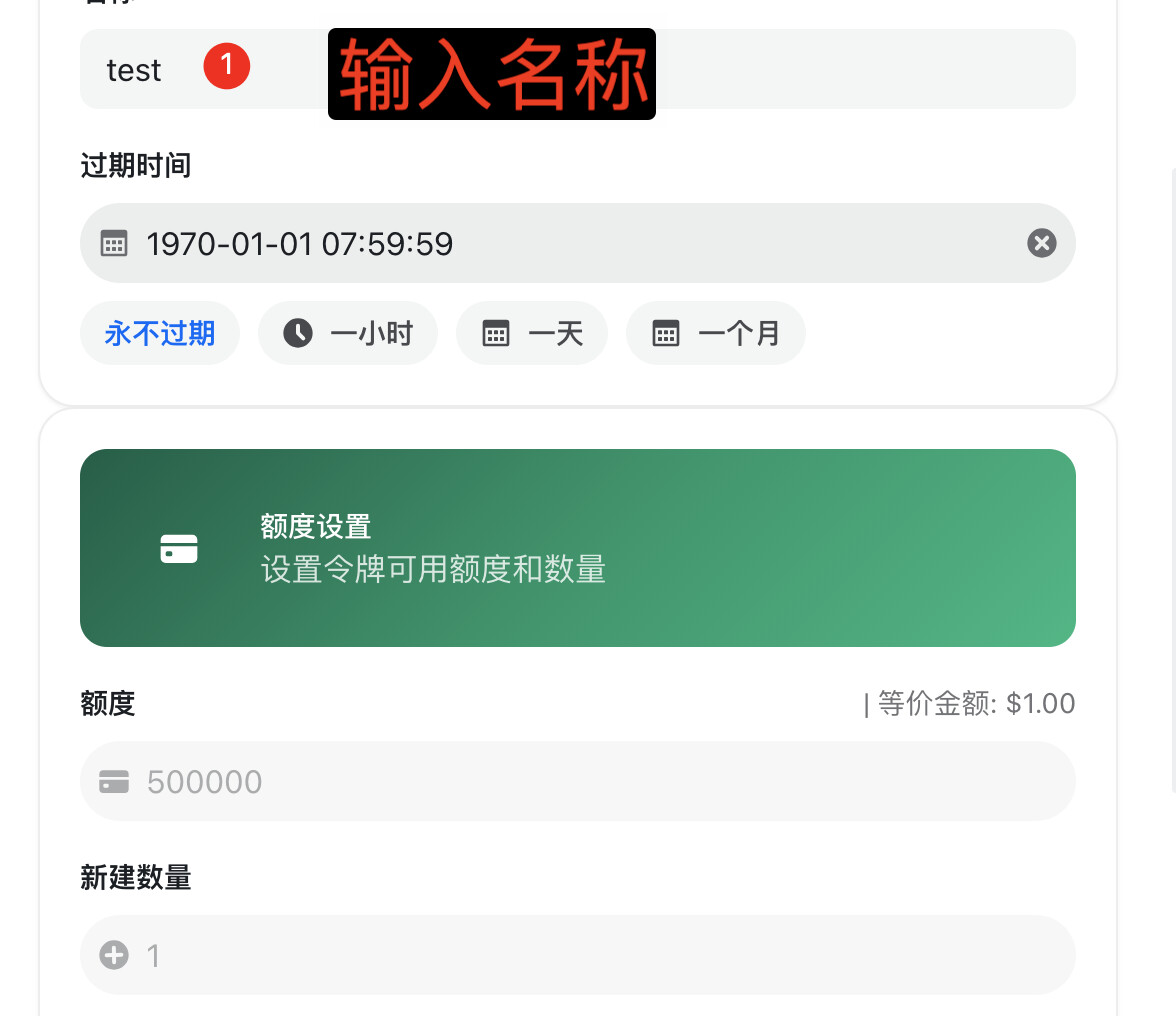 test
1
输入名称
过期时间
1970-01-01 07:59:59
永不过期 一小时 一天 一个月
额度设置
设置令牌可用额度和数量
额度 | 等价金额: $1.00
500000
新建数量
1